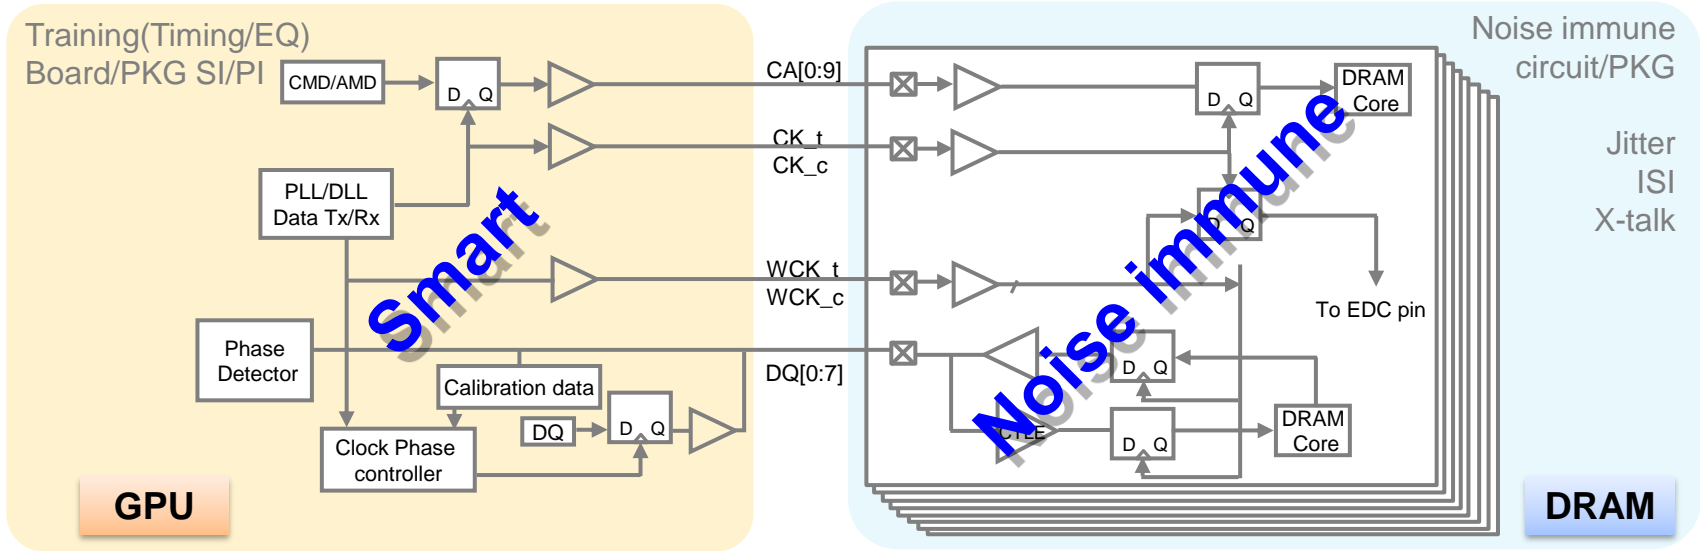 Training(Timing/EQ)
Board/PKG SI/PI
CMD/AMD
D Q
PLL/DLL
Data Tx/Rx
Smart
Phase
Detector
Calibration data
DQ
D Q
Clock Phase
controller
GPU
CA[0:9]
CK_t
CK_c
WCK_t
WCK_c
DQ[0:7]
Noise immune
circuit/PKG
Jitter
ISI
X-talk
D Q
DRAM
Core
D Q
To EDC pin
Noise immune
D Q
CTLE
D Q
DRAM
Core
DRAM